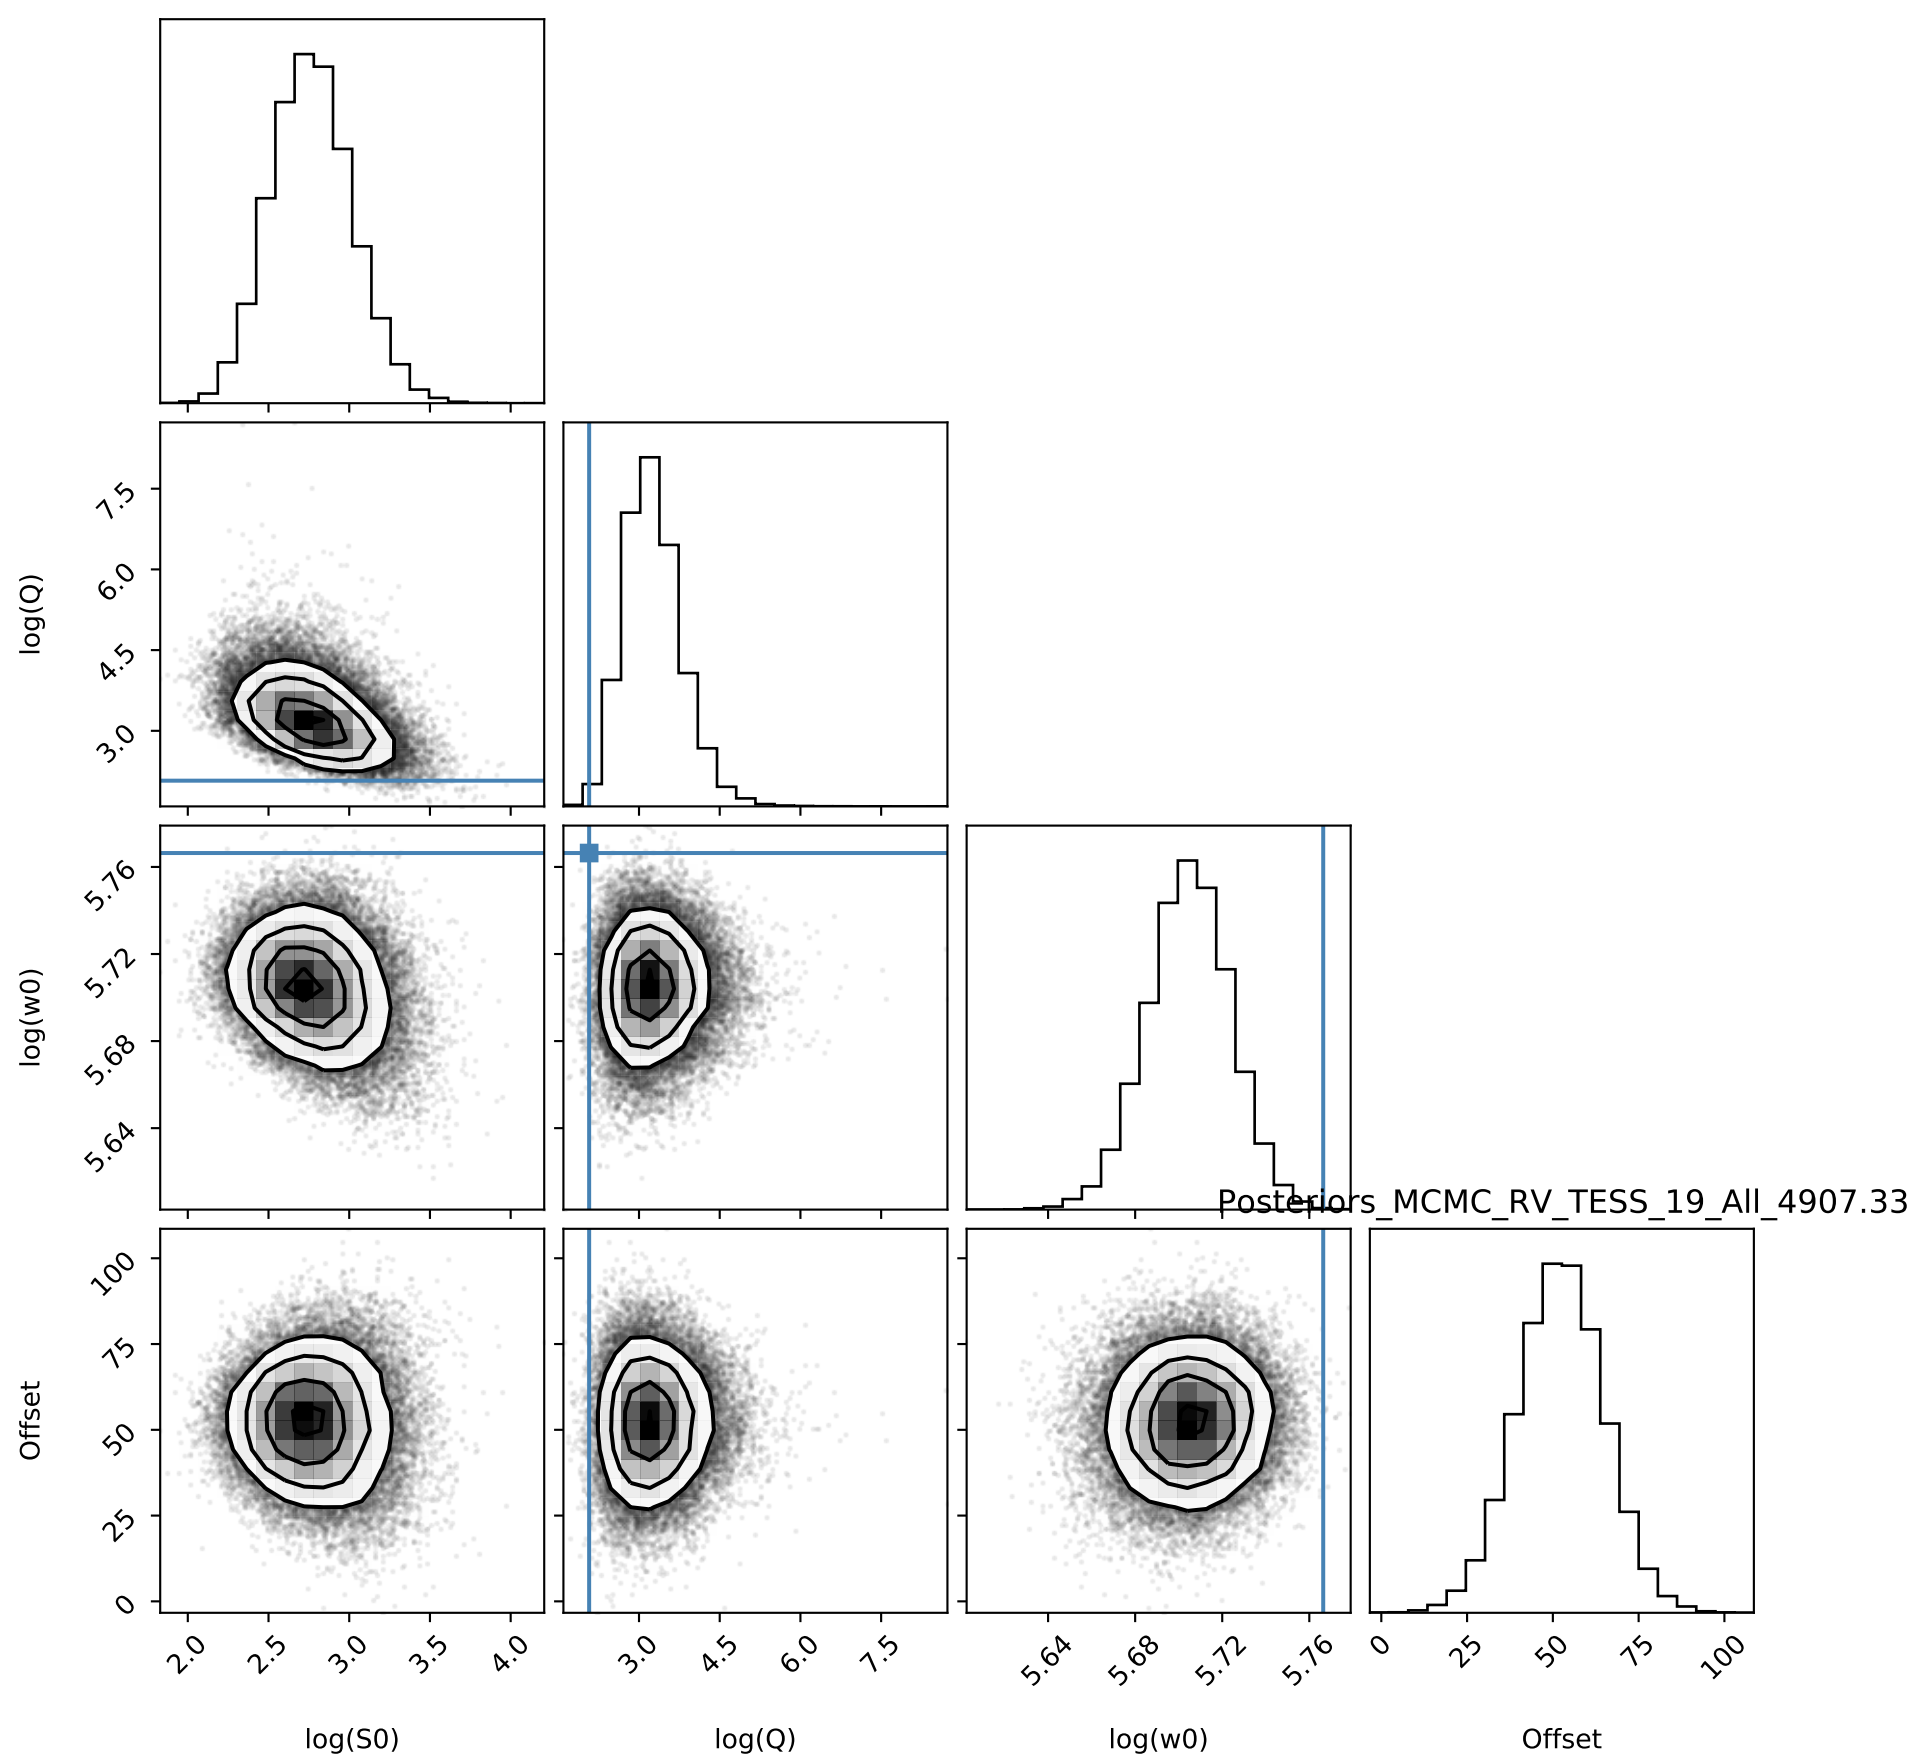 log(Q)
7.5
6.0
4.5
3.0
log(w0)
5.76
5.72
5.68
5.64
Posteriors_MCMC_RV_TESS_19_All_4907.33
Offset
100
75
50
25
0
2.0 2.5 3.0 3.5 4.0
3.0 4.5 6.0 7.5
5.64 5.68 5.72 5.76
0 25 50 75 100
log(S0) log(Q) log(w0) Offset